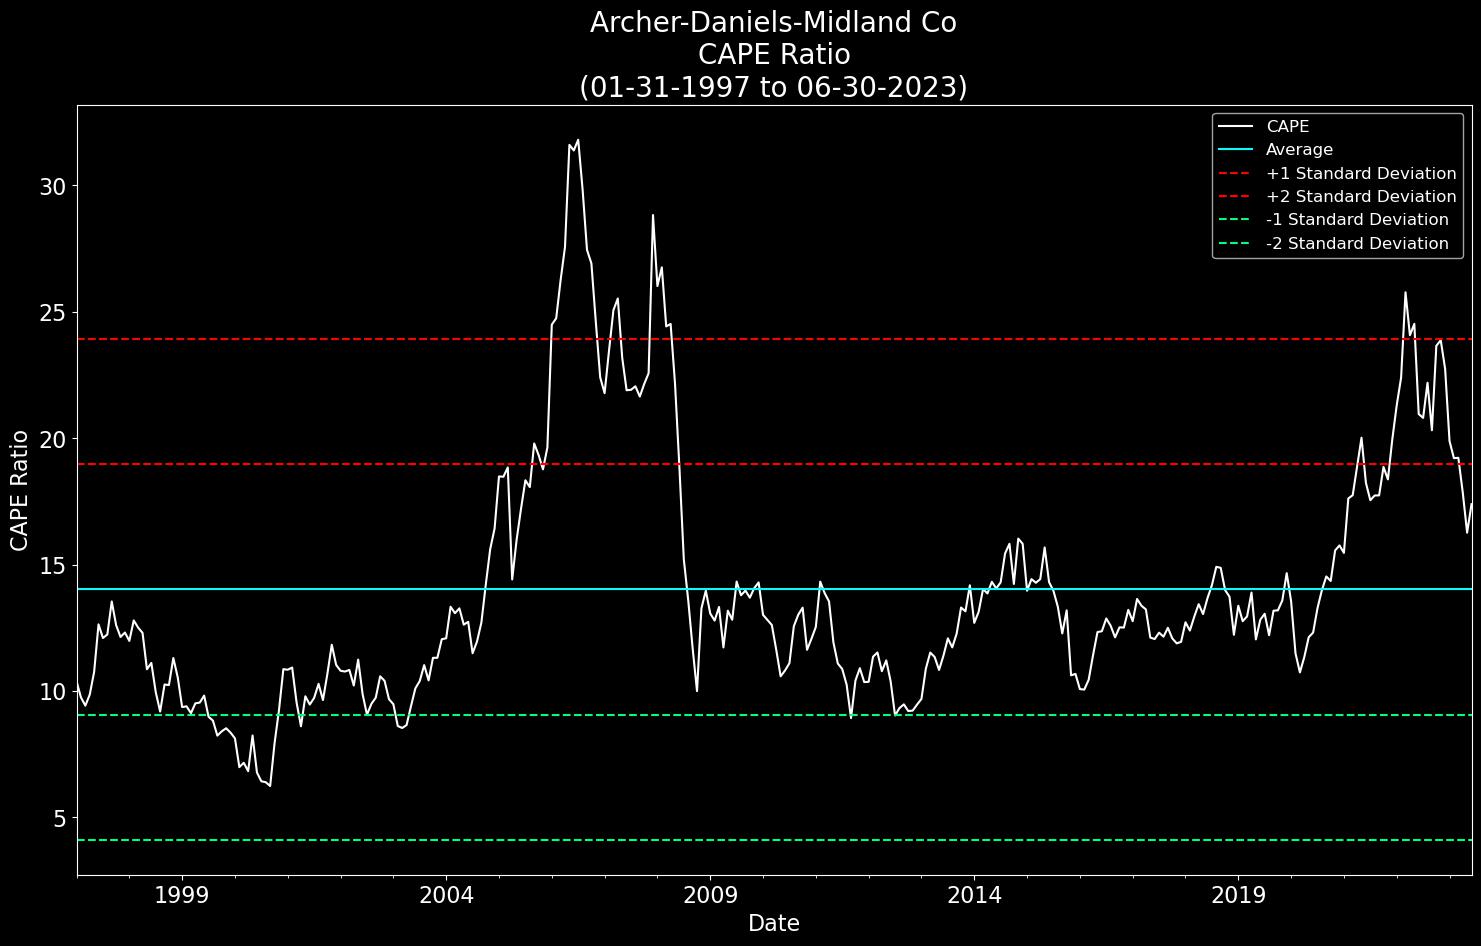 Archer-Daniels-Midland Co
CAPE Ratio
(01-31-1997 to 06-30-2023)
CAPE
Average
+1 Standard Deviation
+2 Standard Deviation
-1 Standard Deviation
-2 Standard Deviation
30
25
20
15
10
5
CAPE Ratio
1999
2004
2009
2014
2019
Date